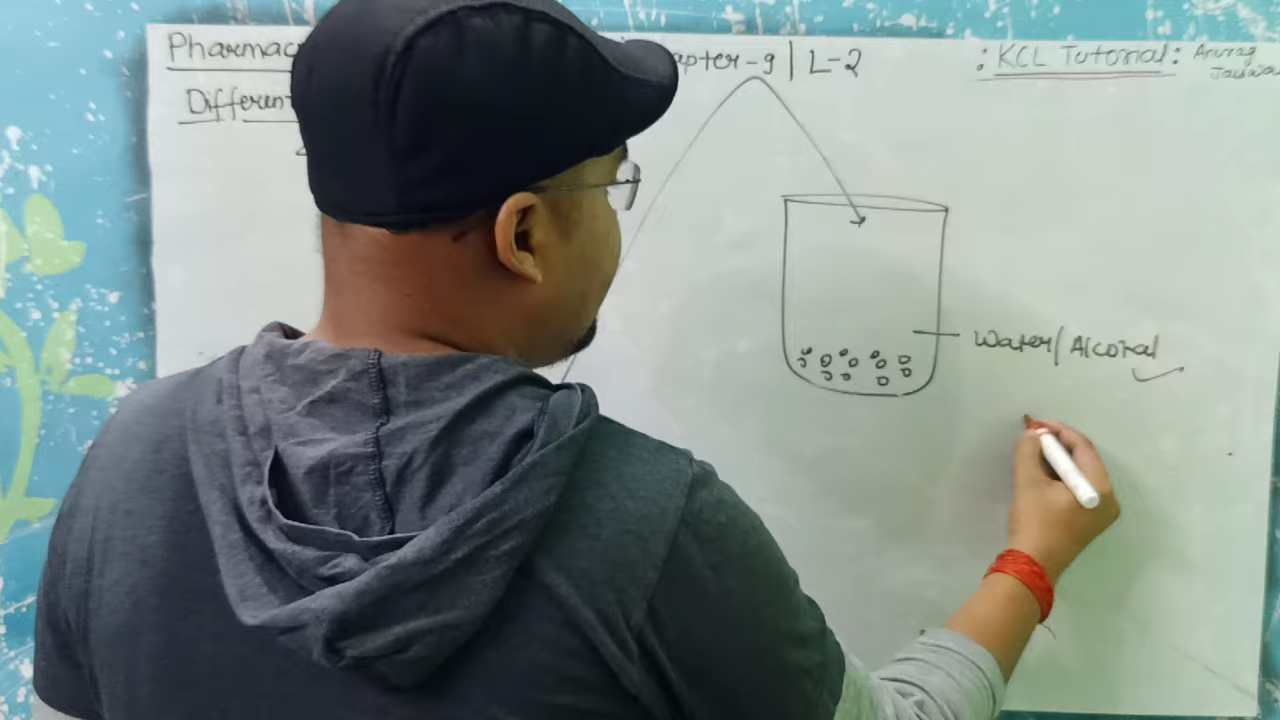 Pharmac apter-9 | L-2 : KCL Tutorial : Anurag
Different
Water/Alcohal